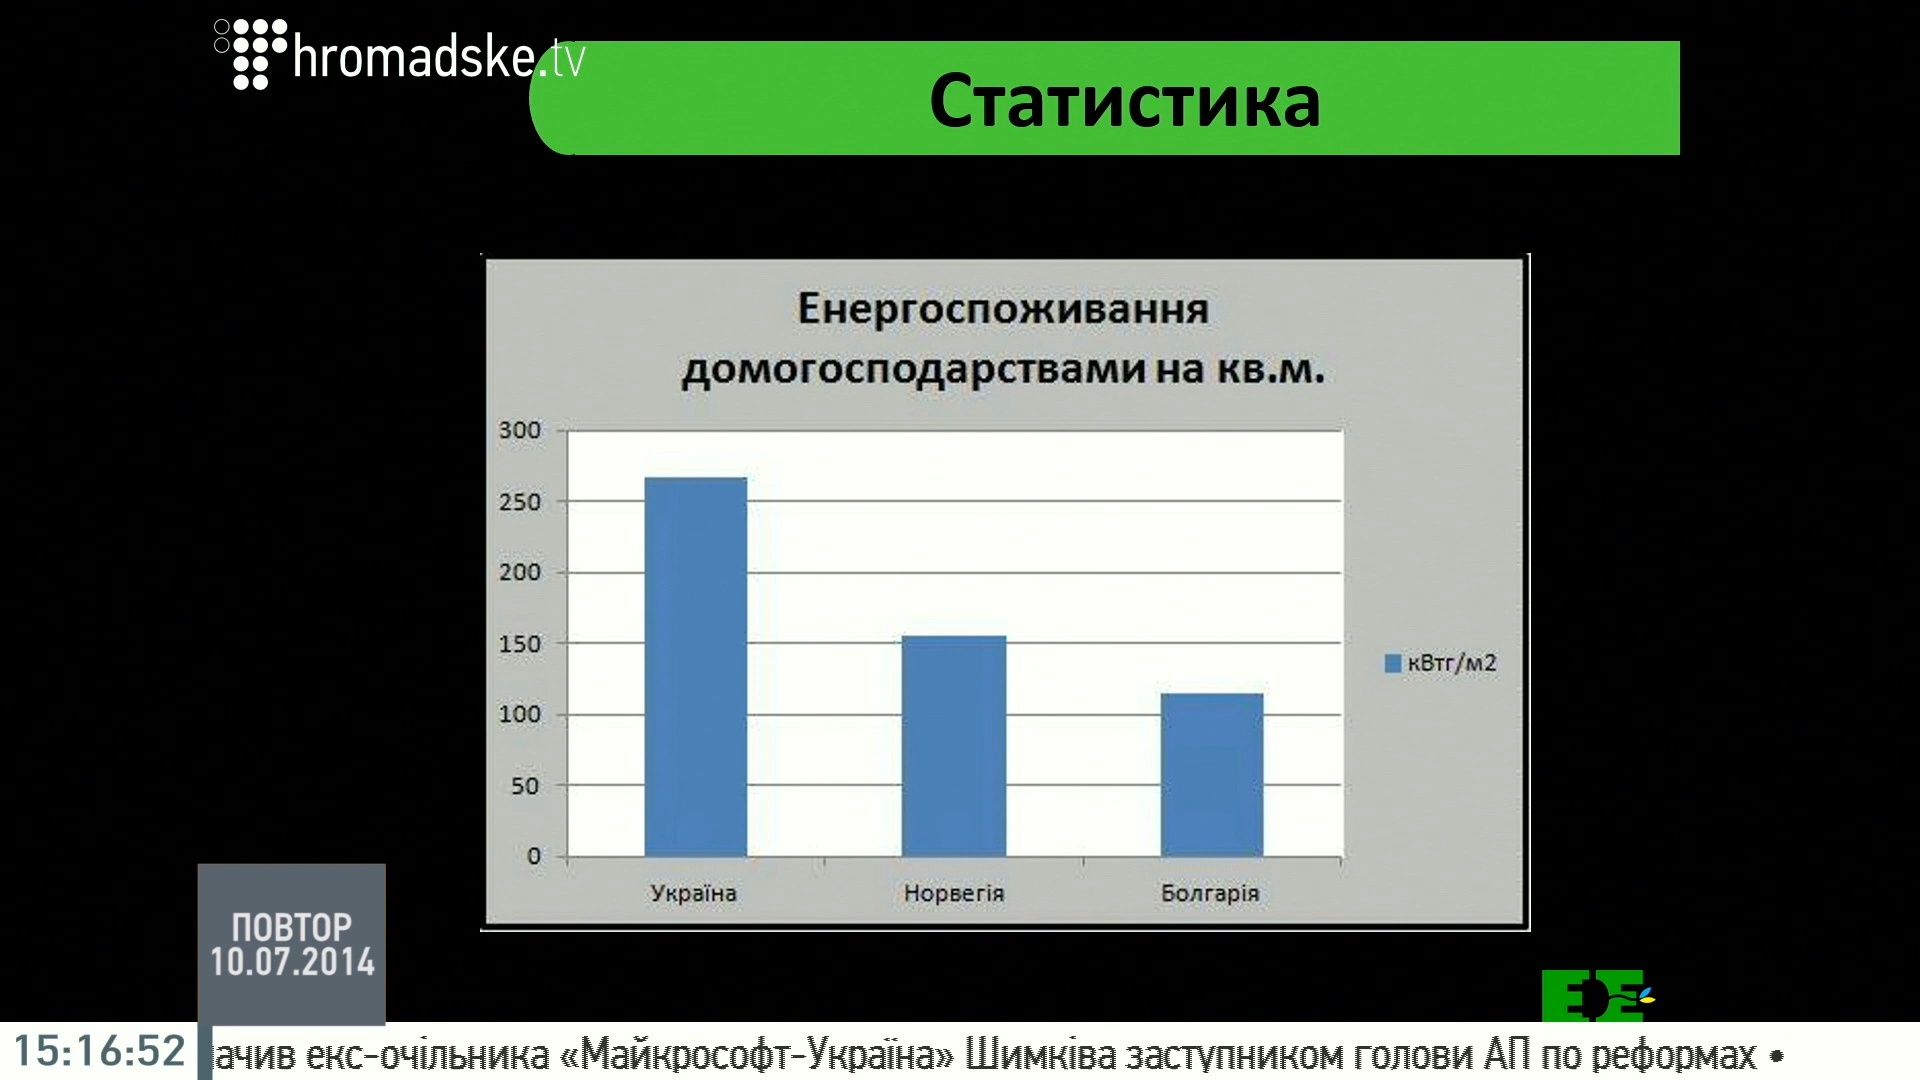 hromadske.tv
Статистика
Енергоспоживання
домогосподарствами на кв.м.
300
250
200
150
100
50
0
кВтг/м2
Україна Норвегія Болгарія
ПОВТОР
10.07.2014
15:16:52 ачив екс-очільника «Майкрософт-Україна» Шимківа заступником голови АП по реформах •